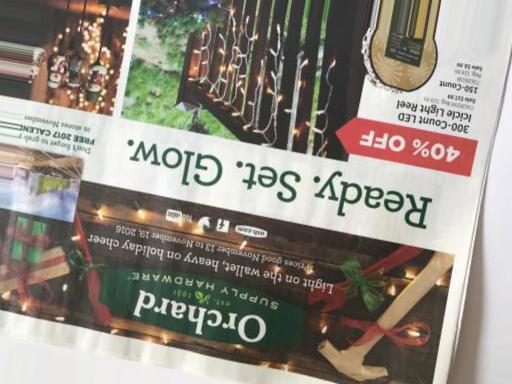 Orchard
SUPPLY HARDWARE
est. 1931
Light on the wallet, heavy on holiday cheer
Prices good November 13 November 19, 2016
osh.com
Ready. Set. Glow.
40% OFF
300-Count LED
Icicle Light Reel
150-Count
Don't forget to grab
FREE 2017 CALEN
in stores November